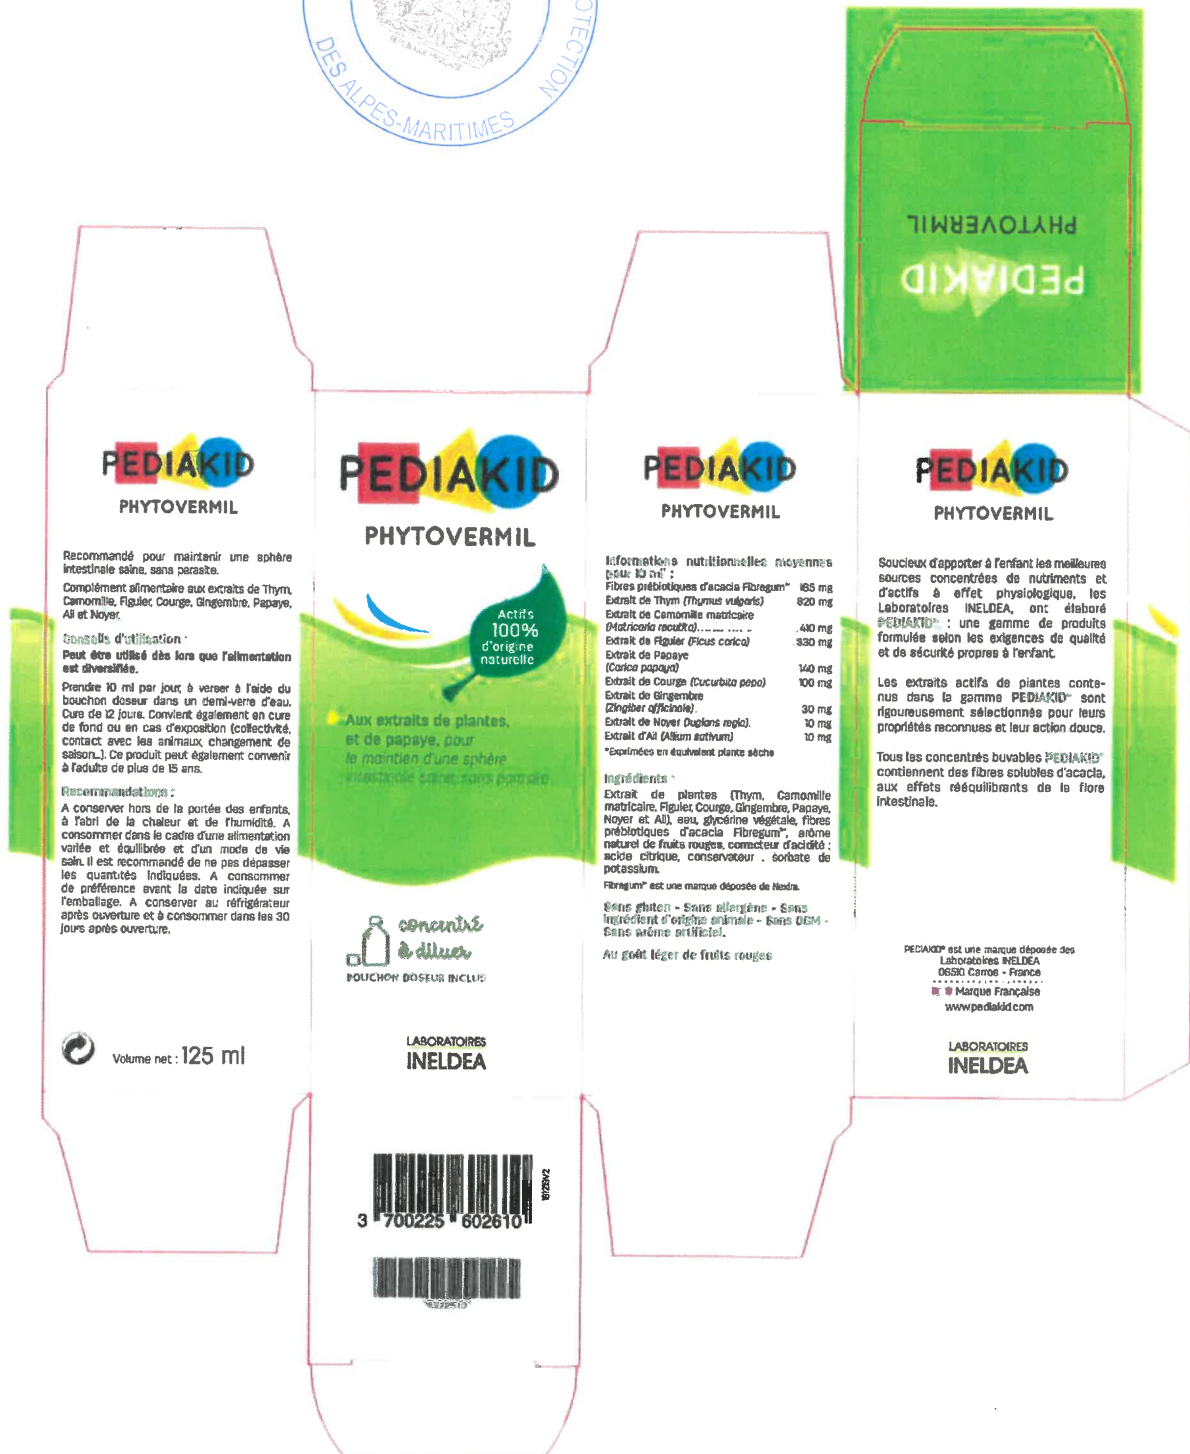 OTECTION
DES ALPES-MARITIMES
PEDIAKID
PHYTOVERMIL
PEDIAKID
PHYTOVERMIL
Recommandé pour maintenir une sphère
intestinale saine, sans parasite.
Complément alimentaire aux extraits de Thym,
Camomille, Figuier, Courge, Gingembre, Papaye,
Ail et Noyer.
Conseils d'utilisation :
Peut être utilisé dès lors que l'alimentation
est diversifiée.
Prendre 10 ml par jour, à verser à l'aide du
bouchon doseur dans un demi-verre d'eau.
Cure de 12 jours. Convient également en cure
de fond ou en cas d'exposition (collectivité,
contact avec les animaux, changement de
saison...). Ce produit peut également convenir
à l'adulte de plus de 15 ans.
Recommandations :
A conserver hors de la portée des enfants,
à l'abri de la chaleur et de l'humidité. A
consommer dans le cadre d'une alimentation
variée et équilibrée et d'un mode de vie
sain. Il est recommandé de ne pas dépasser
les quantités indiquées. A consommer
de préférence avant la date indiquée sur
l'emballage. A conserver au réfrigérateur
après ouverture et à consommer dans les 30
jours après ouverture.
Volume net : 125 ml
PEDIAKID
PHYTOVERMIL
Actifs
100%
d'origine
naturelle
Aux extraits de plantes,
et de papaye, pour
le maintien d'une sphère
intestinale saine, sans parasite
concentré
à diluer
BOUCHON DOSEUR INCLUS
LABORATOIRES
INELDEA
3 700225 602610
PEDIAKID
PHYTOVERMIL
Informations nutritionnelles moyennes
pour 10 ml* :
Fibres prébiotiques d'acacia Fibregum™ 165 mg
Extrait de Thym (Thymus vulgaris) 820 mg
Extrait de Camomille matricaire
(Matricaria recutita) 410 mg
Extrait de Figuier (Ficus carica) 330 mg
Extrait de Papaye
(Carica papaya) 140 mg
Extrait de Courge (Cucurbita pepo) 100 mg
Extrait de Gingembre
(Zingiber officinale). 30 mg
Extrait de Noyer (Juglans regia). 10 mg
Extrait d'Ail (Allium sativum) 10 mg
*Exprimées en équivalent plante sèche
Ingrédients :
Extrait de plantes (Thym, Camomille
matricaire, Figuier, Courge, Gingembre, Papaye,
Noyer et Ail), eau, glycérine végétale, fibres
prébiotiques d'acacia Fibregum™, arôme
naturel de fruits rouges, correcteur d'acidité :
acide citrique, conservateur : sorbate de
potassium.
Fibregum™ est une marque déposée de Nexira.
Sans gluten - Sans allergène - Sans
ingrédient d'origine animale - Sans OGM -
Sans arôme artificiel.
Au goût léger de fruits rouges
PEDIAKID
PHYTOVERMIL
Soucieux d'apporter à l'enfant les meilleures
sources concentrées de nutriments et
d'actifs à effet physiologique, les
Laboratoires INELDEA, ont élaboré
PEDIAKID® : une gamme de produits
formulée selon les exigences de qualité
et de sécurité propres à l'enfant.
Les extraits actifs de plantes conte-
nus dans la gamme PEDIAKID® sont
rigoureusement sélectionnés pour leurs
propriétés reconnues et leur action douce.
Tous les concentrés buvables PEDIAKID®
contiennent des fibres solubles d'acacia,
aux effets rééquilibrants de la flore
intestinale.
PEDIAKID® est une marque déposée des
Laboratoires INELDEA
06510 Carros - France
Marque Française
www.pediakid.com
LABORATOIRES
INELDEA